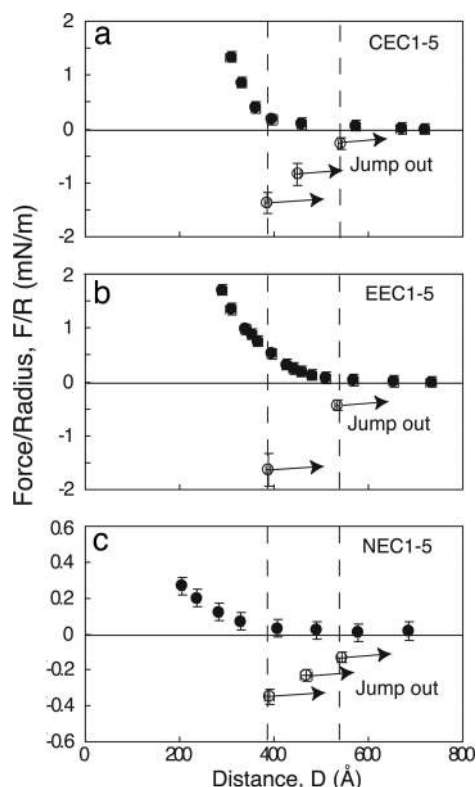 a
CEC1-5
2
1
0
-1
-2
Jump out
b
EEC1-5
2
1
0
-1
-2
Jump out
c
NEC1-5
0.6
0.4
0.2
0
-0.2
-0.4
-0.6
Jump out
0 200 400 600 800
Distance, D (Å)
Force/Radius, F/R (mN/m)